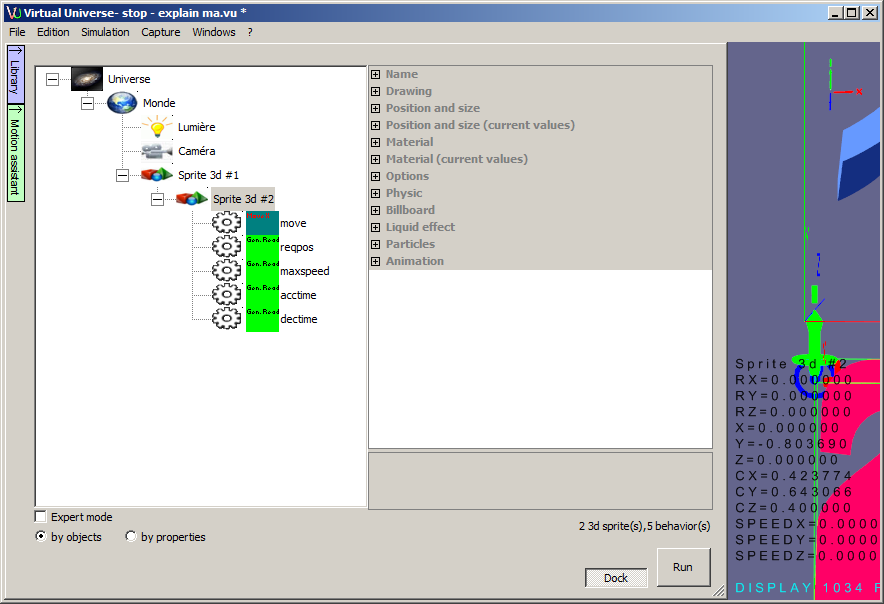 Virtual Universe- stop - explain ma.vu *
File Edition Simulation Capture Windows ?
Library
Motion assistant
Universe
Monde
Lumière
Caméra
Sprite 3d #1
Sprite 3d #2
move
Gen. Read reqpos
Gen. Read maxspeed
Gen. Read acctime
Gen. Read dectime
Name
Drawing
Position and size
Position and size (current values)
Material
Material (current values)
Options
Physic
Billboard
Liquid effect
Particles
Animation
Expert mode
by objects by properties
2 3d sprite(s),5 behavior(s)
Dock
Run
x
Sprite 3d #2
RX=0.000000
RY=0.000000
RZ=0.000000
X=0.000000
Y=-0.803690
Z=0.000000
CX=0.423774
CY=0.643066
CZ=0.400000
SPEEDX=0.0000
SPEEDY=0.0000
SPEEDZ=0.0000
DISPLAY 1034